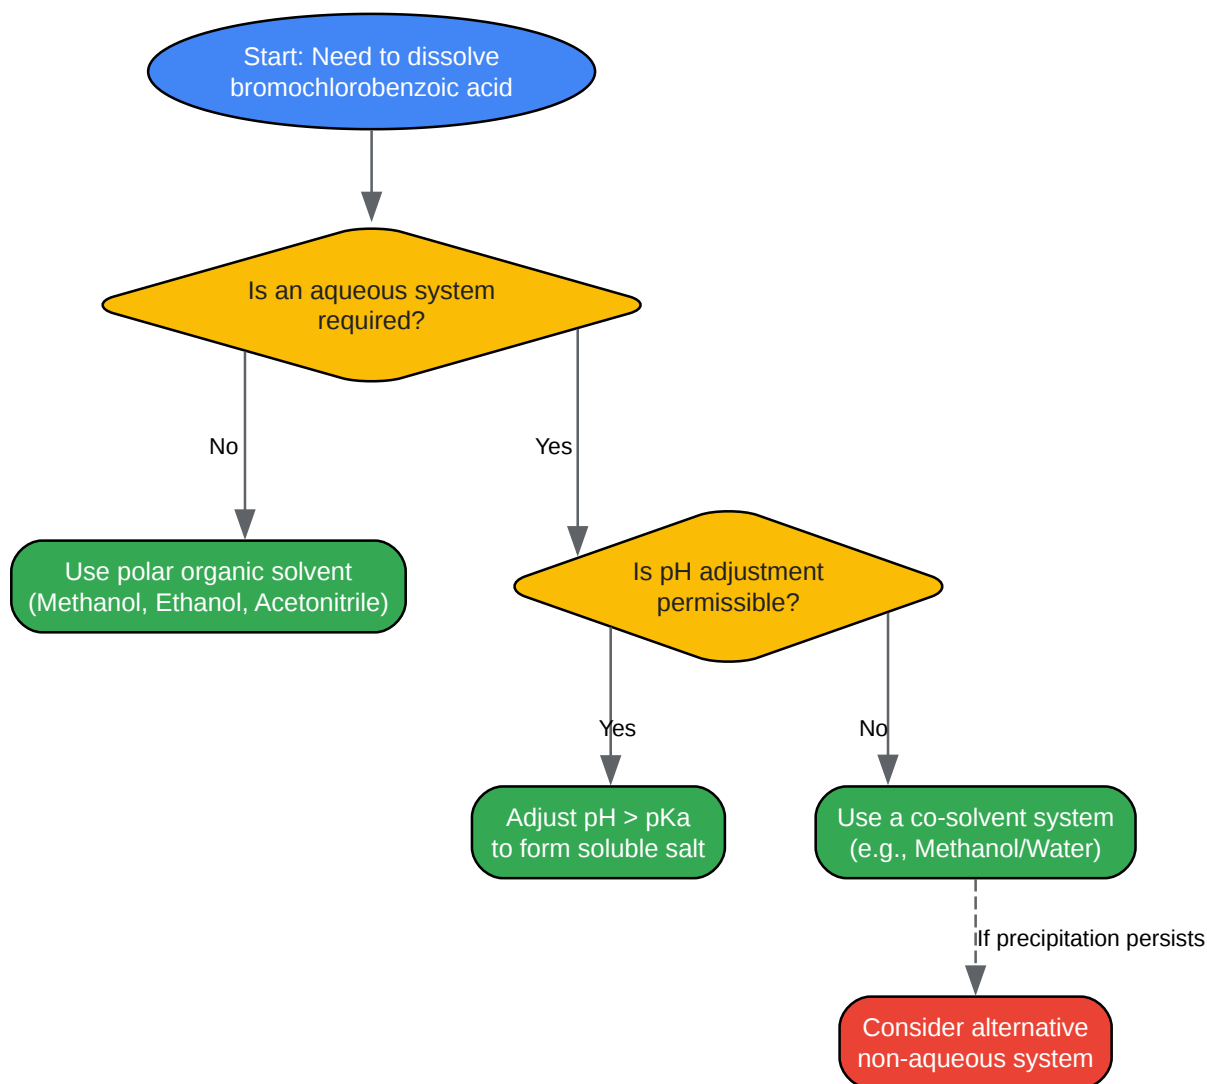 Start: Need to dissolve
bromochlorobenzoic acid
Is an aqueous system
required?
No
Yes
Use polar organic solvent
(Methanol, Ethanol, Acetonitrile)
Is pH adjustment
permissible?
Yes
No
Adjust pH > pKa
to form soluble salt
Use a co-solvent system
(e.g., Methanol/Water)
If precipitation persists
Consider alternative
non-aqueous system